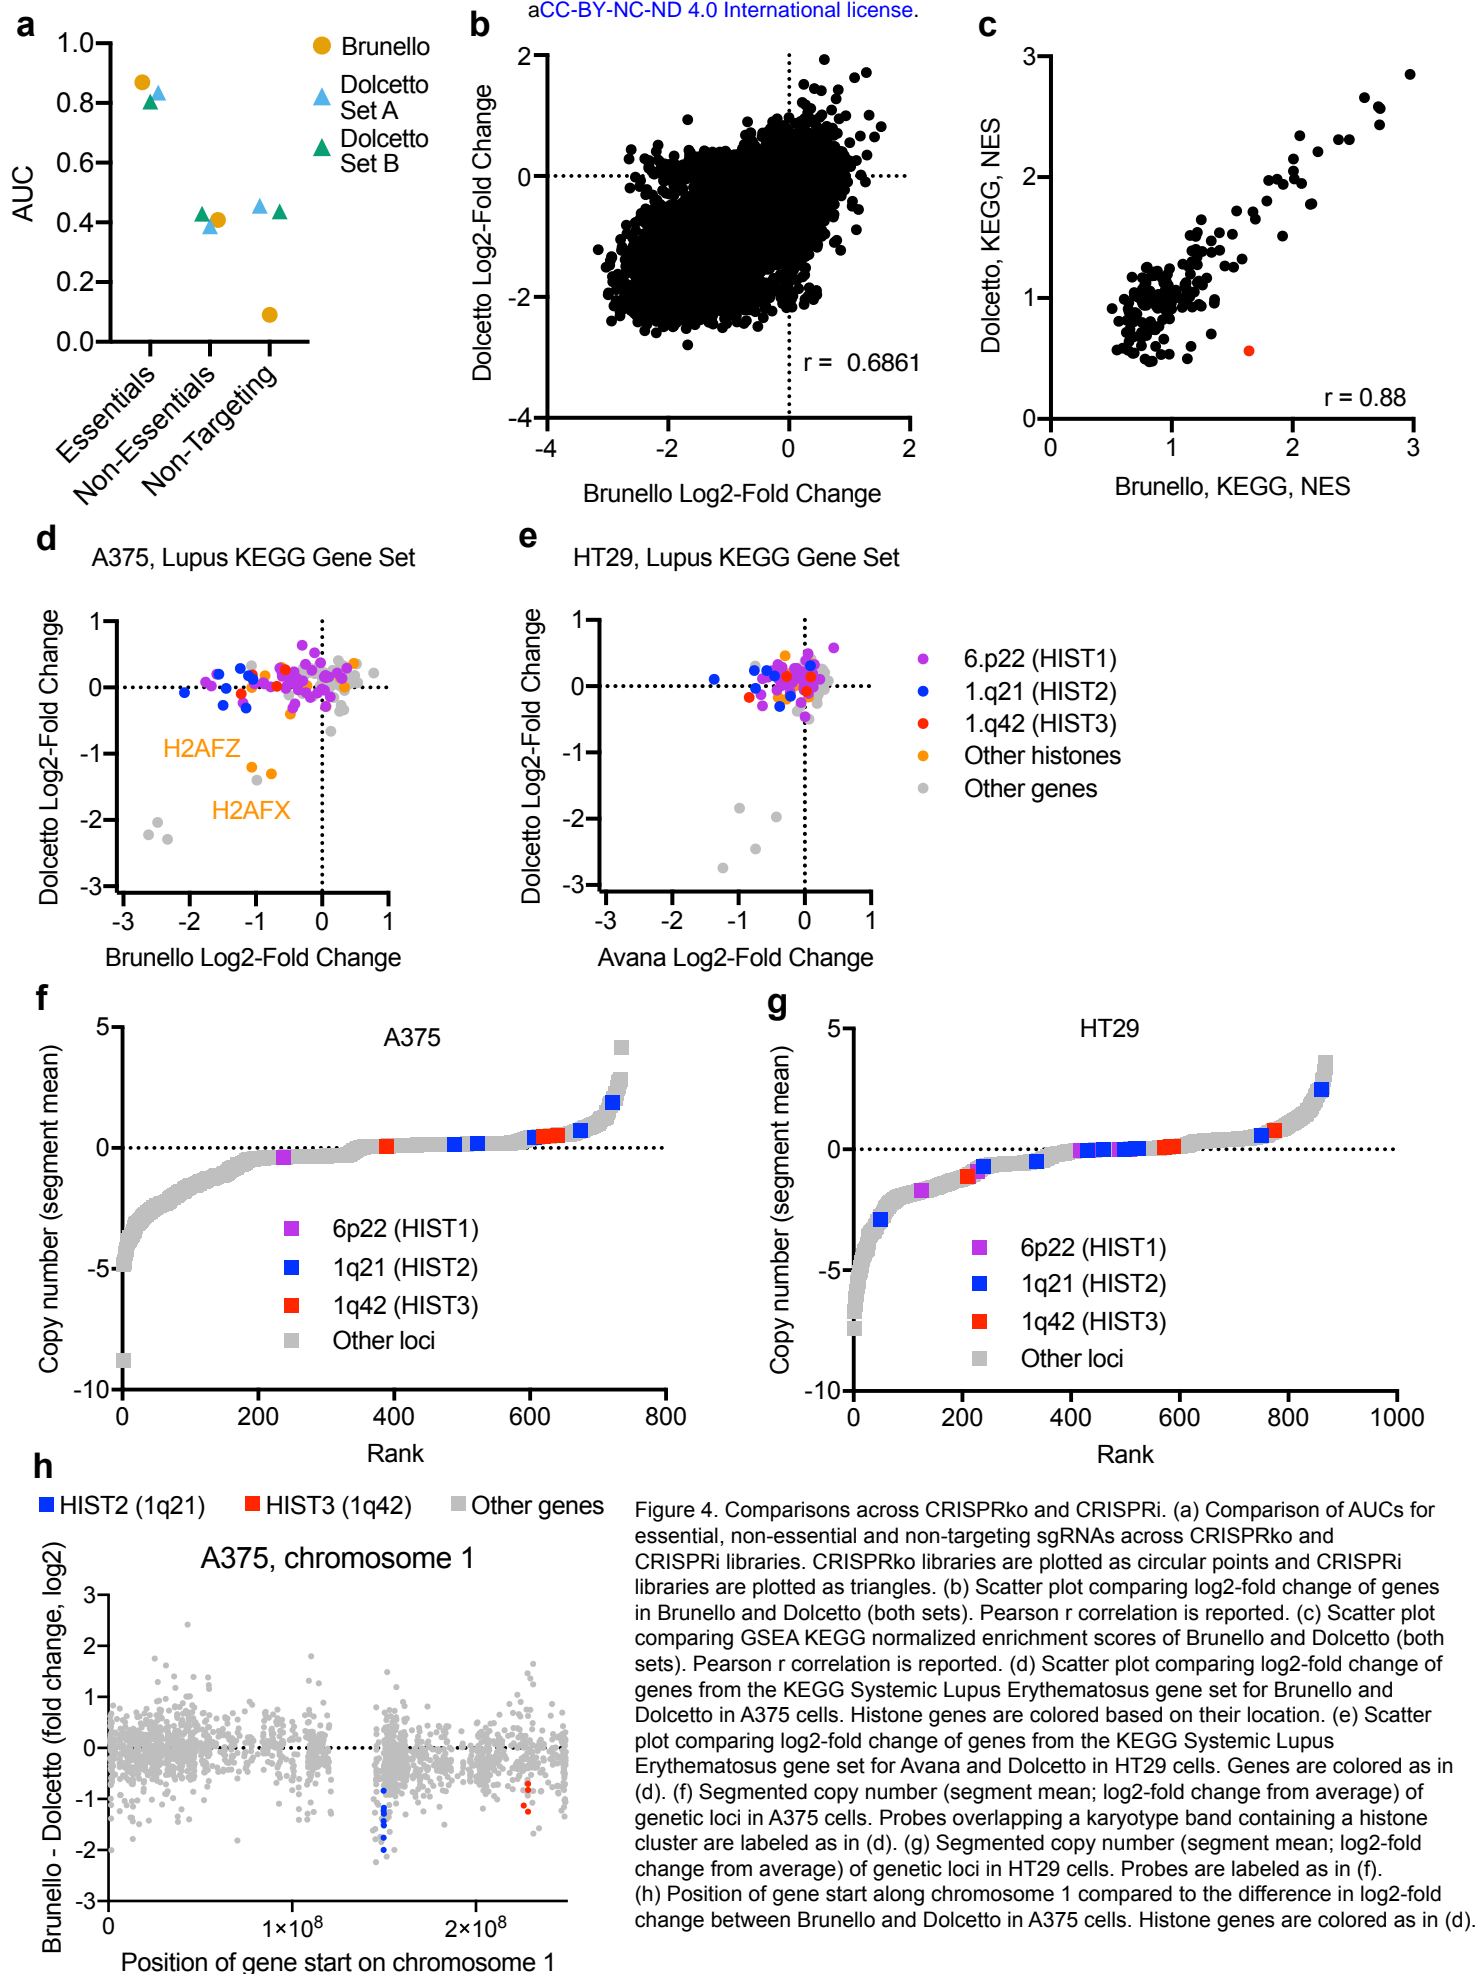 aCC-BY-NC-ND 4.0 International license.
a
1.0
0.8
0.6
0.4
0.2
0.0
AUC
Essentials
Non-Essentials
Non-Targeting
Brunello
Dolcetto
Set A
Dolcetto
Set B
b
2
0
-2
-4
Dolcetto Log2-Fold Change
r = 0.6861
-4
-2
0
2
Brunello Log2-Fold Change
c
3
2
1
0
Dolcetto, KEGG, NES
r = 0.88
0
1
2
3
Brunello, KEGG, NES
d
A375, Lupus KEGG Gene Set
1
0
-1
-2
-3
Dolcetto Log2-Fold Change
H2AFZ
H2AFX
-3
-2
-1
0
1
Brunello Log2-Fold Change
e
HT29, Lupus KEGG Gene Set
1
0
-1
-2
-3
Dolcetto Log2-Fold Change
-3
-2
-1
0
1
Avana Log2-Fold Change
6.p22 (HIST1)
1.q21 (HIST2)
1.q42 (HIST3)
Other histones
Other genes
f
A375
5
0
-5
-10
Copy number (segment mean)
6p22 (HIST1)
1q21 (HIST2)
1q42 (HIST3)
Other loci
0
200
400
600
800
Rank
g
HT29
5
0
-5
-10
Copy number (segment mean)
6p22 (HIST1)
1q21 (HIST2)
1q42 (HIST3)
Other loci
0
200
400
600
800
1000
Rank
h
HIST2 (1q21)
HIST3 (1q42)
Other genes
A375, chromosome 1
3
2
1
0
-1
-2
-3
Brunello - Dolcetto (fold change, log2)
0
1×10⁸
2×10⁸
Position of gene start on chromosome 1
Figure 4. Comparisons across CRISPRko and CRISPRi. (a) Comparison of AUCs for
essential, non-essential and non-targeting sgRNAs across CRISPRko and
CRISPRi libraries. CRISPRko libraries are plotted as circular points and CRISPRi
libraries are plotted as triangles. (b) Scatter plot comparing log2-fold change of genes
in Brunello and Dolcetto (both sets). Pearson r correlation is reported. (c) Scatter plot
comparing GSEA KEGG normalized enrichment scores of Brunello and Dolcetto (both
sets). Pearson r correlation is reported. (d) Scatter plot comparing log2-fold change of
genes from the KEGG Systemic Lupus Erythematosus gene set for Brunello and
Dolcetto in A375 cells. Histone genes are colored based on their location. (e) Scatter
plot comparing log2-fold change of genes from the KEGG Systemic Lupus
Erythematosus gene set for Avana and Dolcetto in HT29 cells. Genes are colored as in
(d). (f) Segmented copy number (segment mean; log2-fold change from average) of
genetic loci in A375 cells. Probes overlapping a karyotype band containing a histone
cluster are labeled as in (d). (g) Segmented copy number (segment mean; log2-fold
change from average) of genetic loci in HT29 cells. Probes are labeled as in (f).
(h) Position of gene start along chromosome 1 compared to the difference in log2-fold
change between Brunello and Dolcetto in A375 cells. Histone genes are colored as in (d).